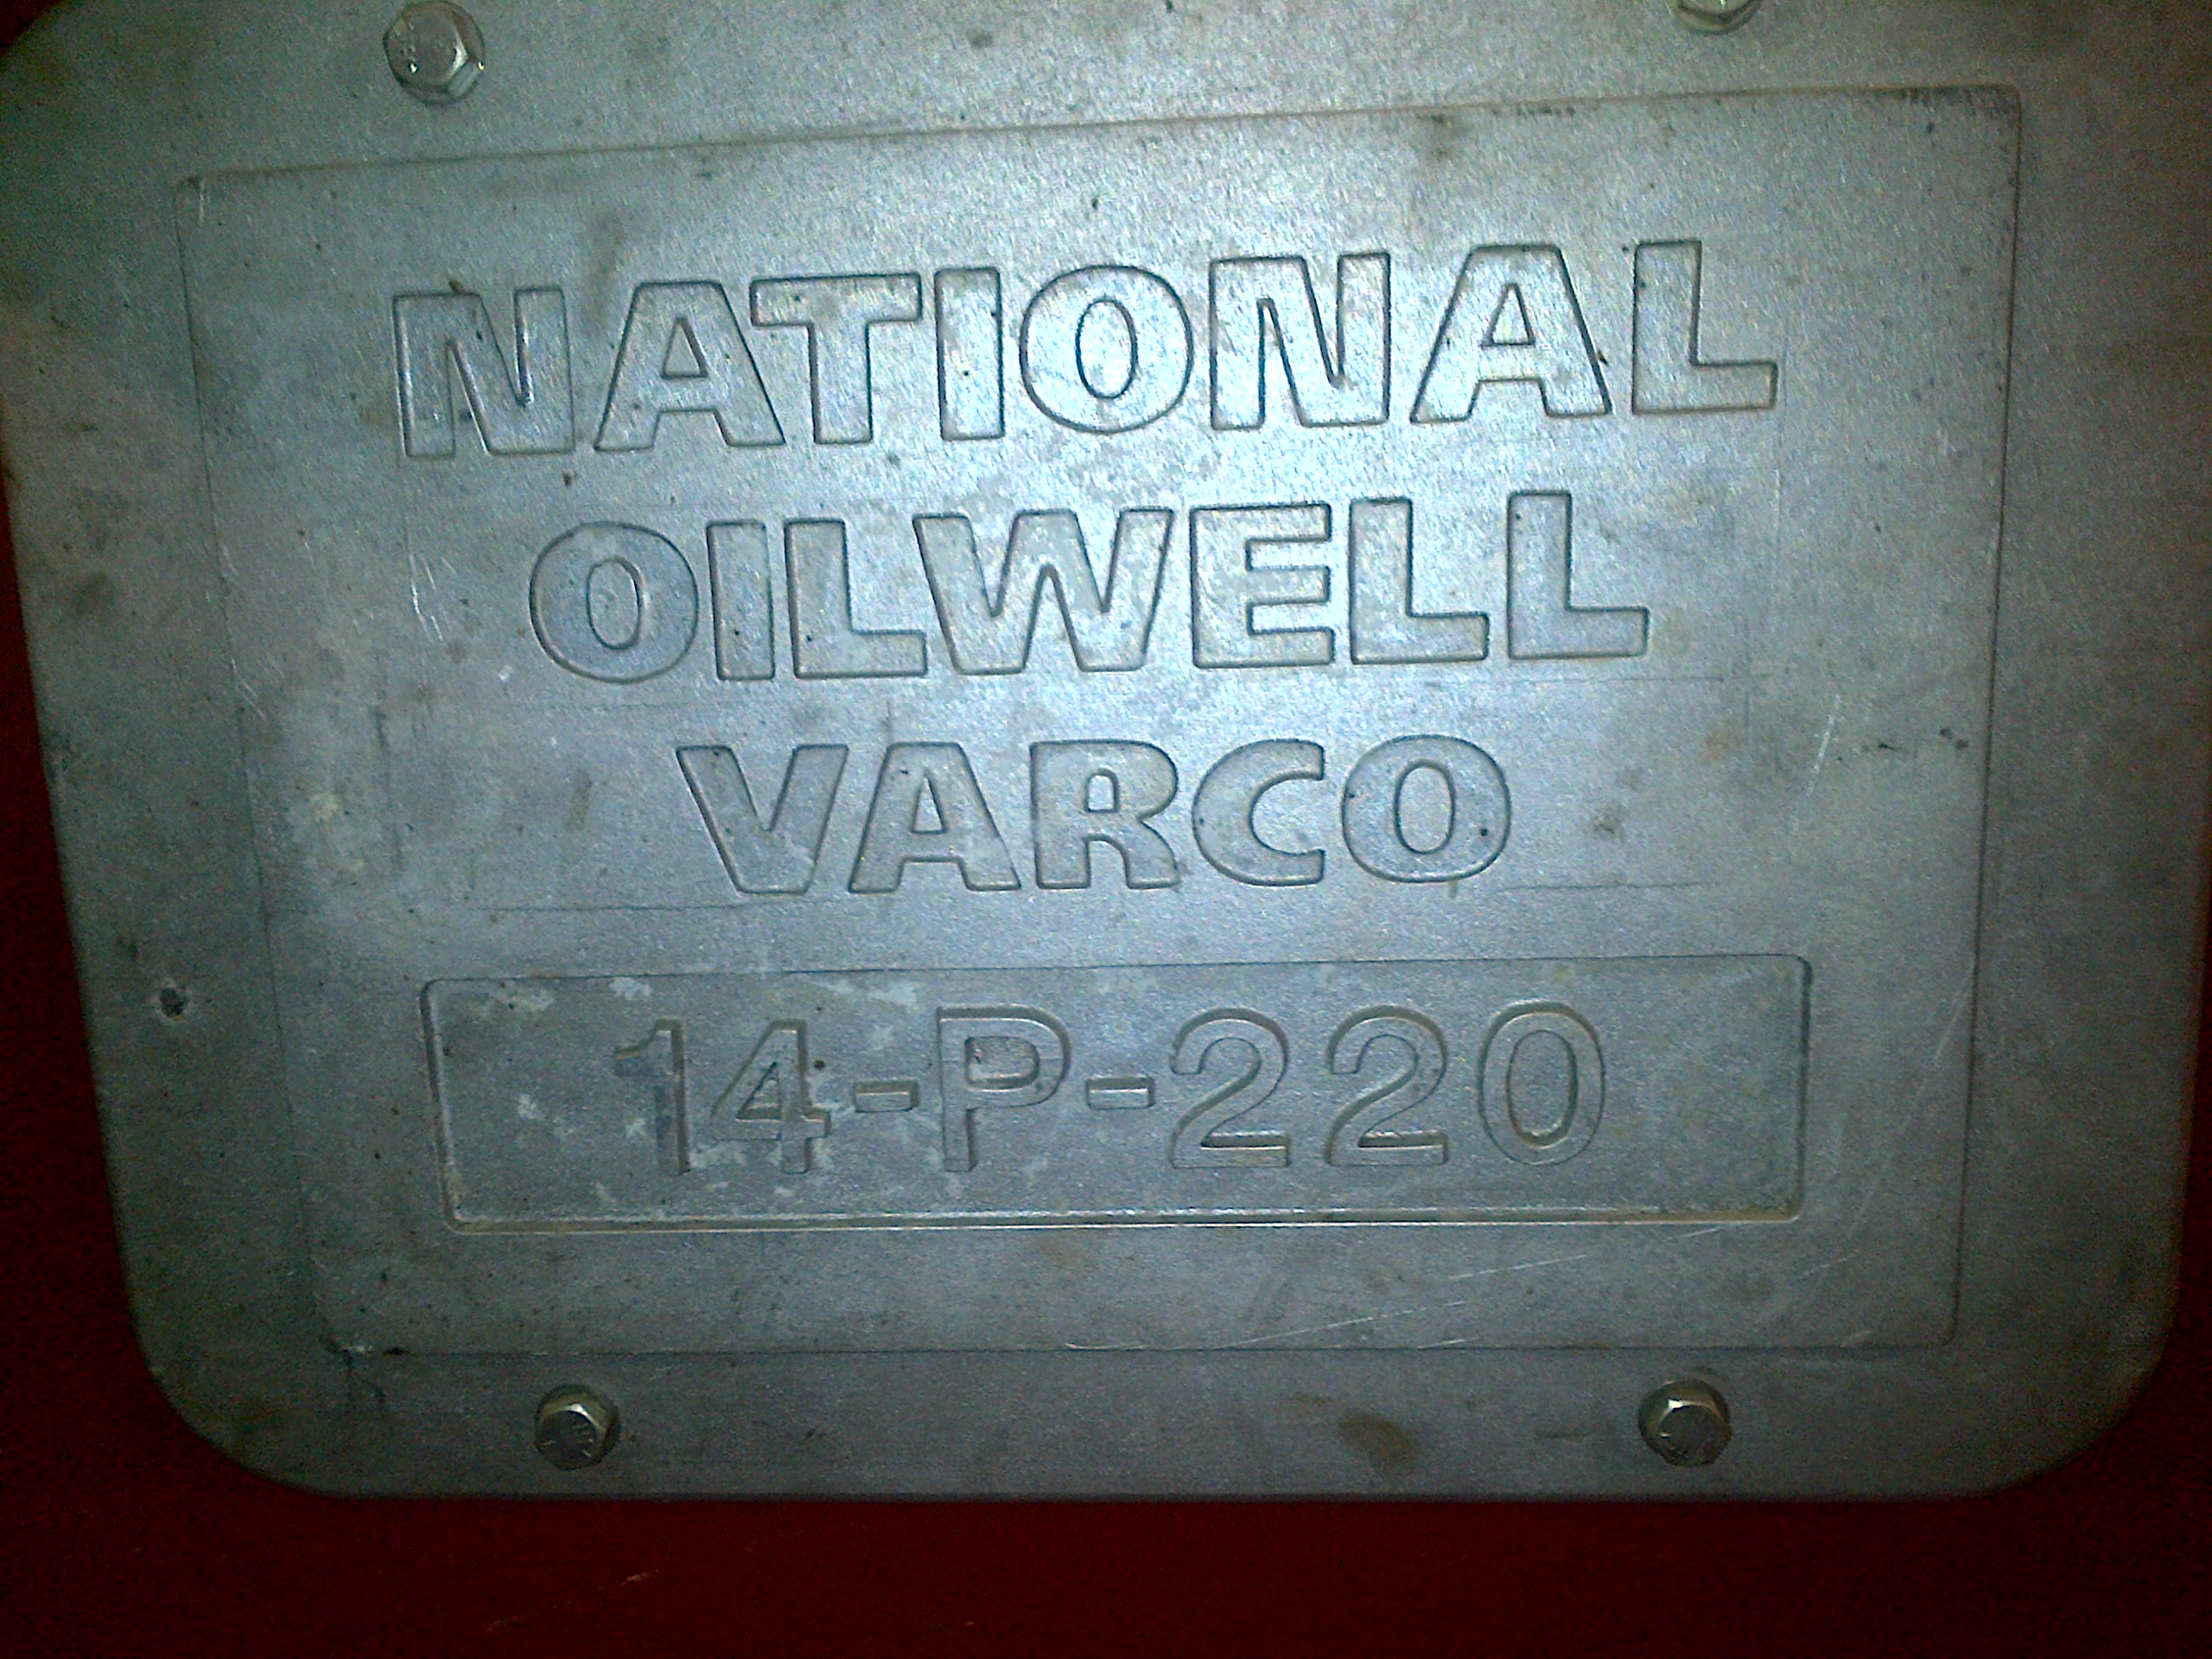 NATIONAL
OILWELL
VARCO
14-P-220